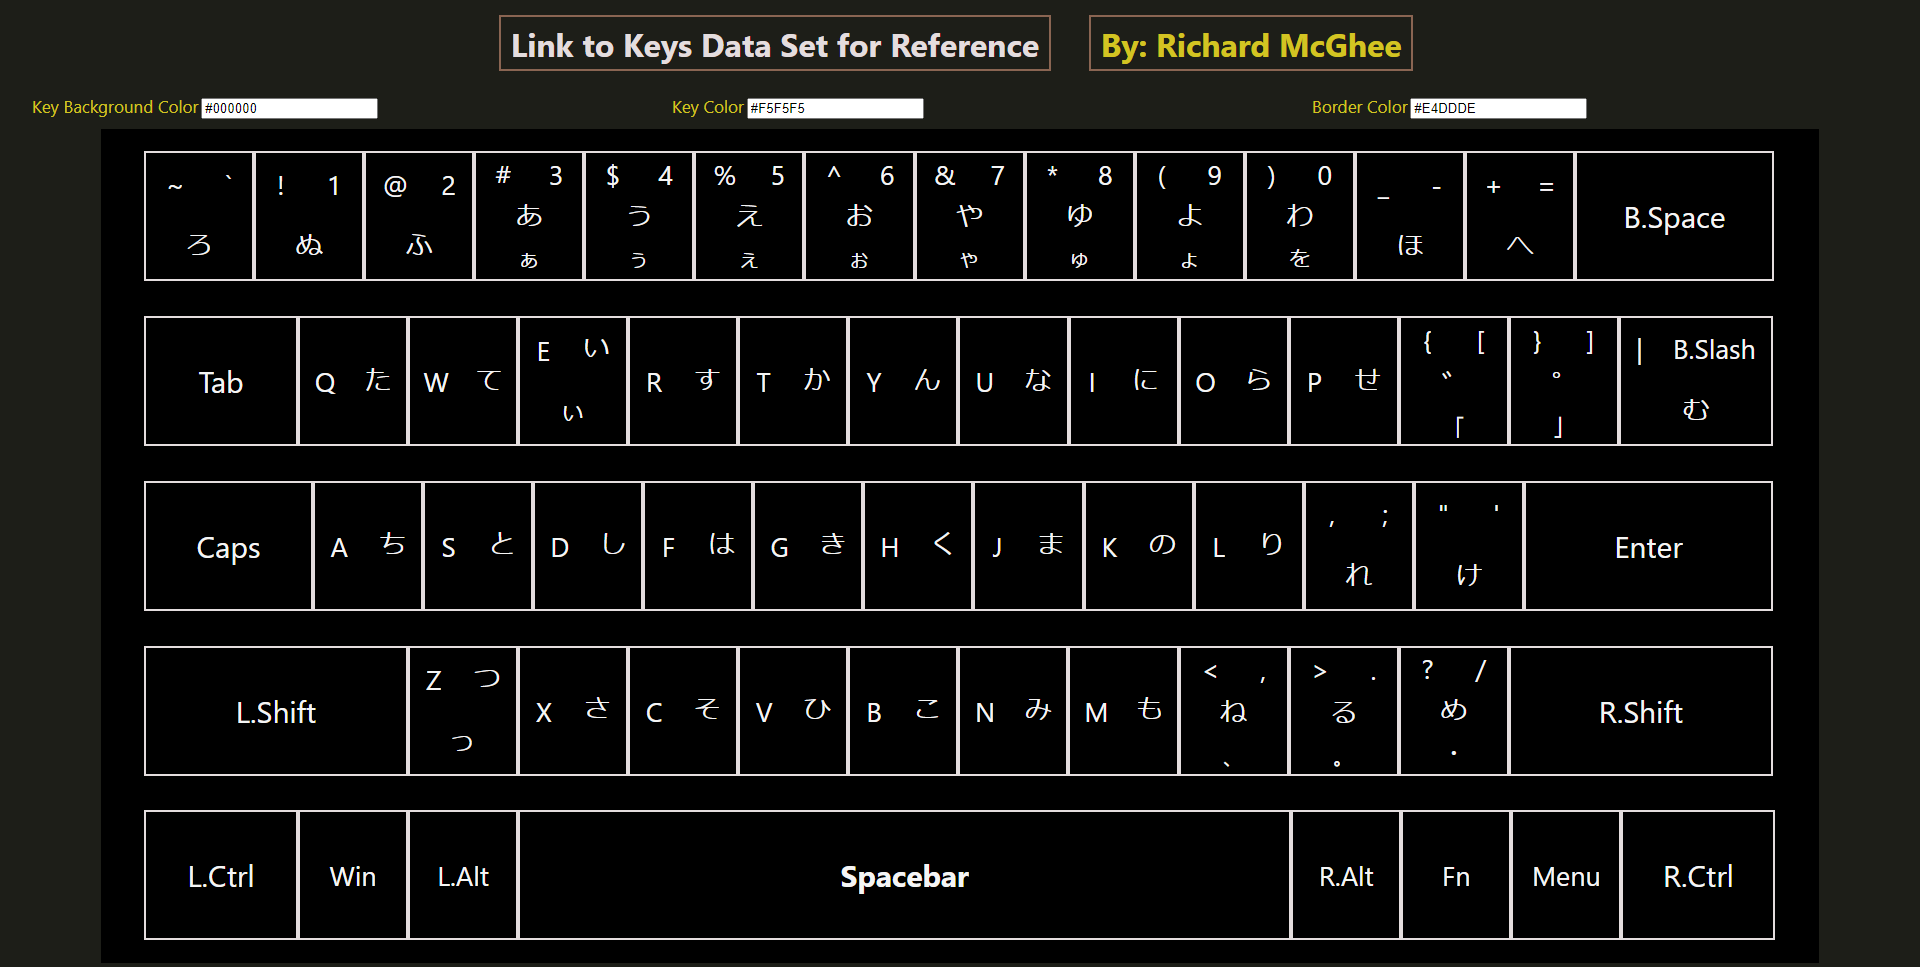 Link to Keys Data Set for Reference
By: Richard McGhee
Key Background Color #000000
Key Color #F5F5F5
Border Color #E4DDDE
~ `
ろ
! 1
ぬ
@ 2
ふ
# 3
あ
ぁ
$ 4
う
ぅ
% 5
え
ぇ
^ 6
お
ぉ
& 7
や
ゃ
* 8
ゆ
ゅ
( 9
よ
ょ
) 0
わ
を
_ -
ほ
+ =
へ
B.Space
Tab
Q た
W て
E い
ぃ
R す
T か
Y ん
U な
I に
O ら
P せ
{ [
゛
「
} ]
゜
」
| B.Slash
む
Caps
A ち
S と
D し
F は
G き
H く
J ま
K の
L り
, ;
れ
" '
け
Enter
L.Shift
Z つ
っ
X さ
C そ
V ひ
B こ
N み
M も
< ,
ね
、
> .
る
。
? /
め
・
R.Shift
L.Ctrl
Win
L.Alt
Spacebar
R.Alt
Fn
Menu
R.Ctrl